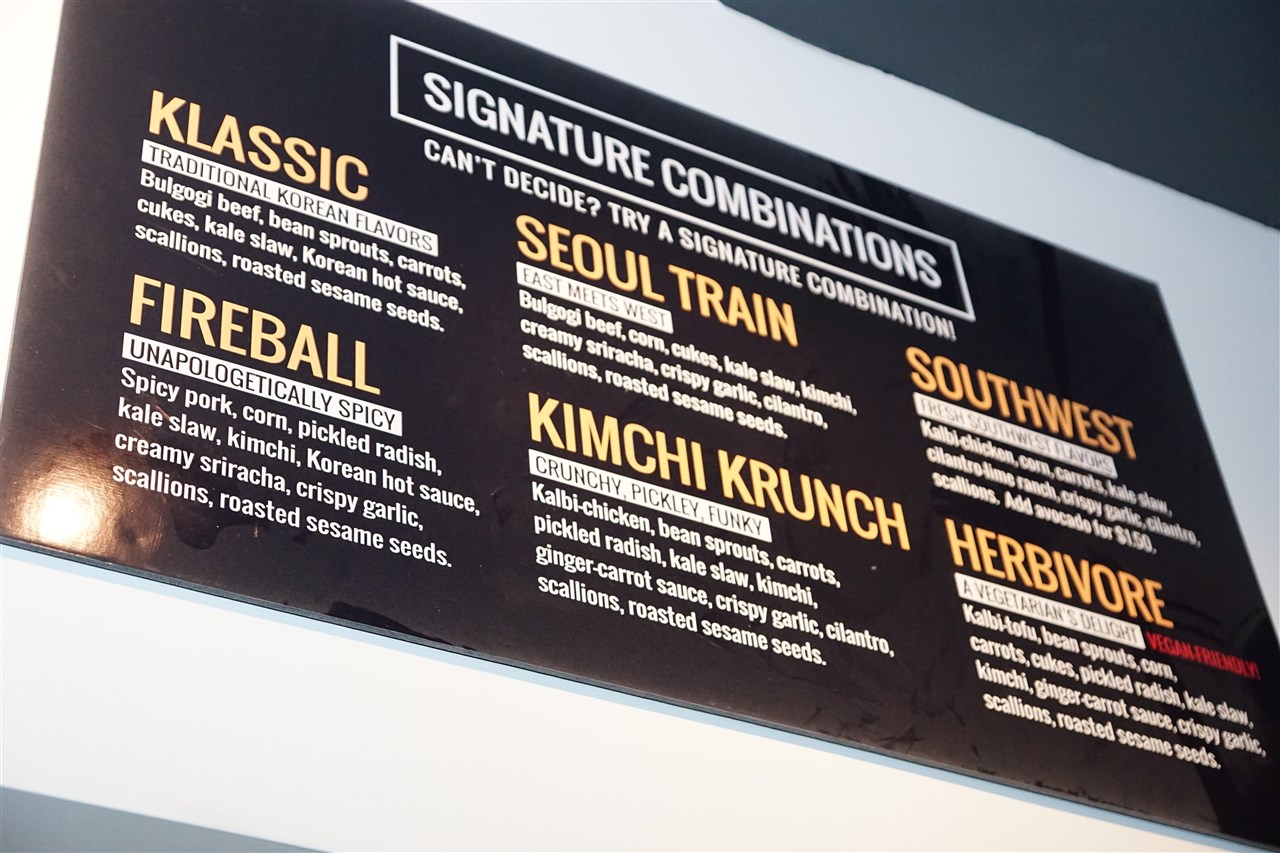 SIGNATURE COMBINATIONS
CAN'T DECIDE? TRY A SIGNATURE COMBINATION!
KLASSIC
TRADITIONAL KOREAN FLAVORS
Bulgogi beef, bean sprouts, carrots,
cukes, kale slaw, Korean hot sauce,
scallions, roasted sesame seeds.
FIREBALL
UNAPOLOGETICALLY SPICY
Spicy pork, corn, pickled radish,
kale slaw, kimchi, Korean hot sauce,
creamy sriracha, crispy garlic,
scallions, roasted sesame seeds.
SEOUL TRAIN
EAST MEETS WEST
Bulgogi beef, corn, cukes, kale slaw, kimchi,
creamy sriracha, crispy garlic, cilantro,
scallions, roasted sesame seeds.
KIMCHI KRUNCH
CRUNCHY, PICKLEY, FUNKY
Kalbi-chicken, bean sprouts, carrots,
pickled radish, kale slaw, kimchi,
ginger-carrot sauce, crispy garlic, cilantro,
scallions, roasted sesame seeds.
SOUTHWEST
FRESH SOUTHWEST FLAVORS
Kalbi-chicken, corn, carrots, kale slaw,
cilantro-lime ranch, crispy garlic, cilantro,
scallions. Add avocado for $1.50.
HERBIVORE
A VEGETARIAN'S DELIGHT VEGAN-FRIENDLY!
Kalbi-tofu, bean sprouts, corn,
carrots, cukes, pickled radish, kale slaw,
kimchi, ginger-carrot sauce, crispy garlic,
scallions, roasted sesame seeds.